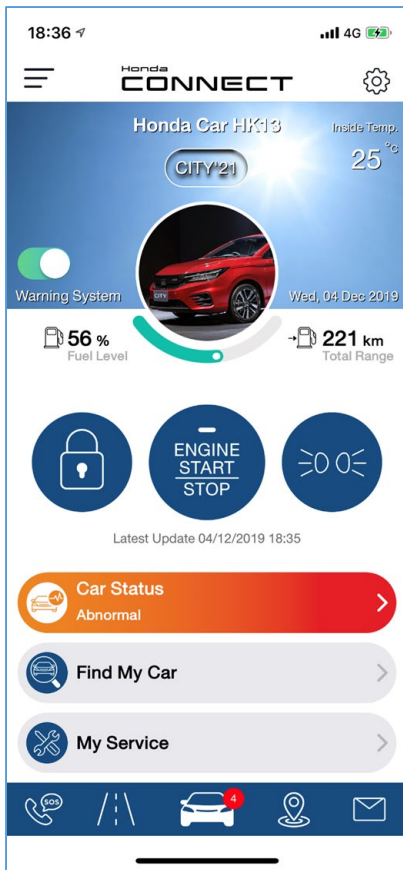 18:36
4G
Honda
CONNECT
Honda Car HK13
Inside Temp.
CITY'21
25 °c
Warning System
Wed, 04 Dec 2019
56 %
Fuel Level
221 km
Total Range
CITY
ENGINE
START
STOP
Latest Update 04/12/2019 18:35
Car Status
Abnormal
Find My Car
My Service
SOS
4